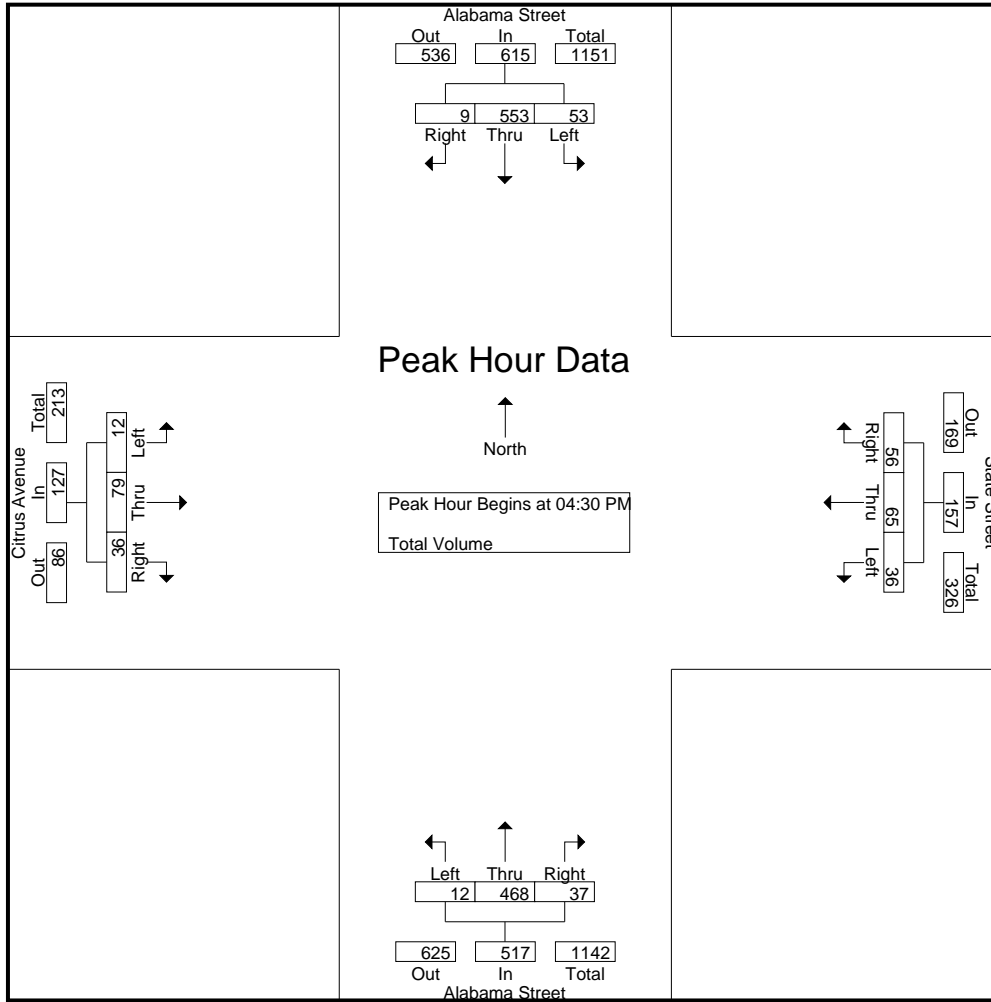 Alabama Street
Out In Total
536 615 1151
9 553 53
Right Thru Left
Peak Hour Data
North
Peak Hour Begins at 04:30 PM
Total Volume
Citrus Avenue
Out In Total
86 127 213
36 79 12
Right Thru Left
State Street
Out In Total
169 157 326
56 65 36
Right Thru Left
Left Thru Right
12 468 37
625 517 1142
Out In Total
Alabama Street